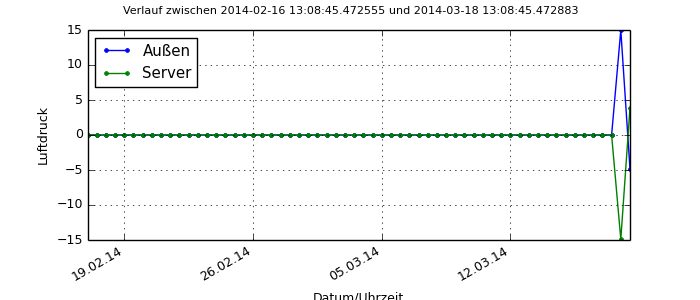 Verlauf zwischen 2014-02-16 13:08:45.472555 und 2014-03-18 13:08:45.472883
15
10
5
0
−5
−10
−15
Luftdruck
Außen
Server
19.02.14
26.02.14
05.03.14
12.03.14
Datum/Uhrzeit